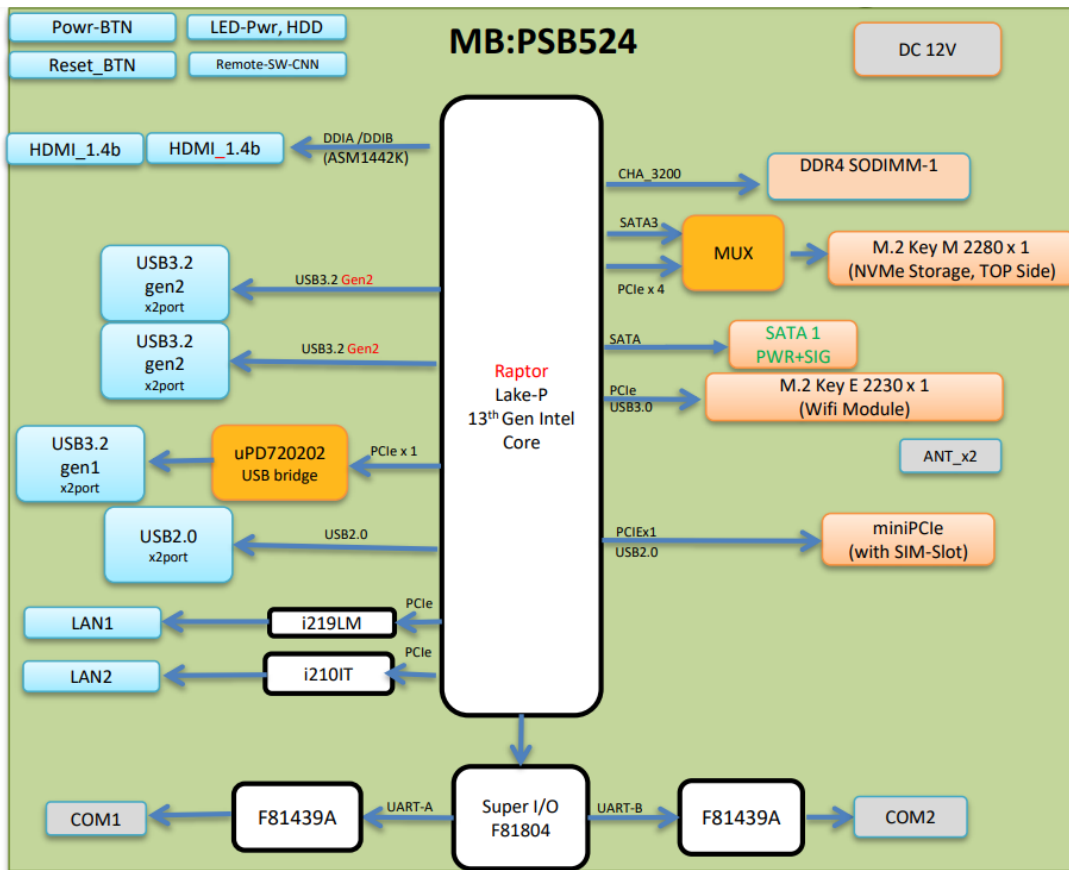 Powr-BTN
LED-Pwr, HDD
MB:PSB524
DC 12V
Reset_BTN
Remote-SW-CNN
HDMI_1.4b
HDMI_1.4b
DDIA /DDIB
(ASM1442K)
CHA_3200
DDR4 SODIMM-1
SATA3
PCIe x 4
MUX
M.2 Key M 2280 x 1
(NVMe Storage, TOP Side)
USB3.2
gen2
x2port
USB3.2 Gen2
USB3.2
gen2
x2port
USB3.2 Gen2
SATA
SATA 1
PWR+SIG
Raptor
Lake-P
13th Gen Intel
Core
PCIe
USB3.0
M.2 Key E 2230 x 1
(Wifi Module)
ANT_x2
USB3.2
gen1
x2port
uPD720202
USB bridge
PCIe x 1
USB2.0
x2port
USB2.0
PCIEx1
USB2.0
miniPCIe
(with SIM-Slot)
LAN1
i219LM
PCIe
LAN2
i210IT
PCIe
COM1
F81439A
UART-A
Super I/O
F81804
UART-B
F81439A
COM2